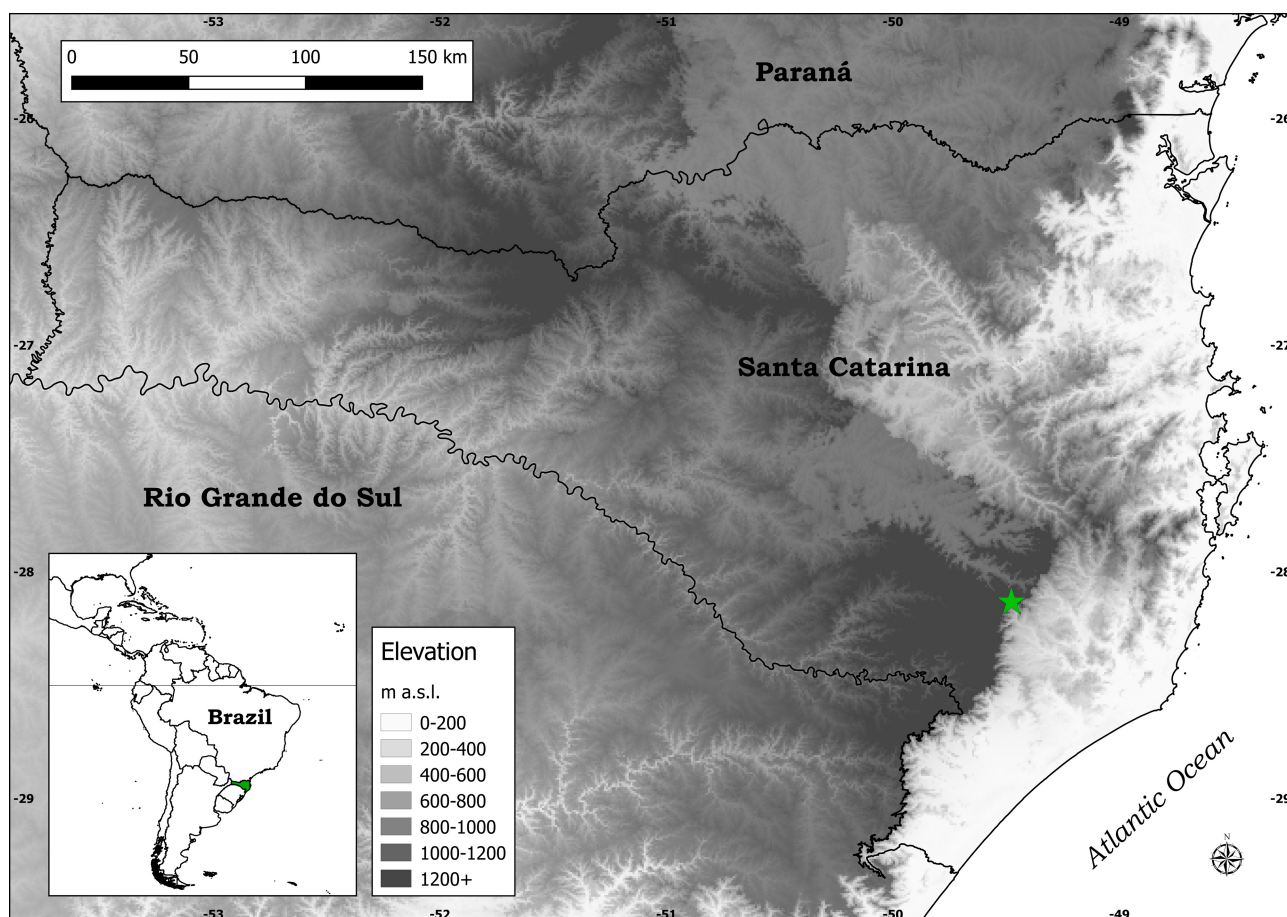 -53
-52
-51
-50
-49
0 50 100 150 km
Paraná
-26
-26
-27
-27
Santa Catarina
Rio Grande do Sul
-28
-28
Elevation
m a.s.l.
0-200
200-400
400-600
600-800
800-1000
1000-1200
1200+
Brazil
-29
-29
Atlantic Ocean
N
-53
-52
-51
-50
-49